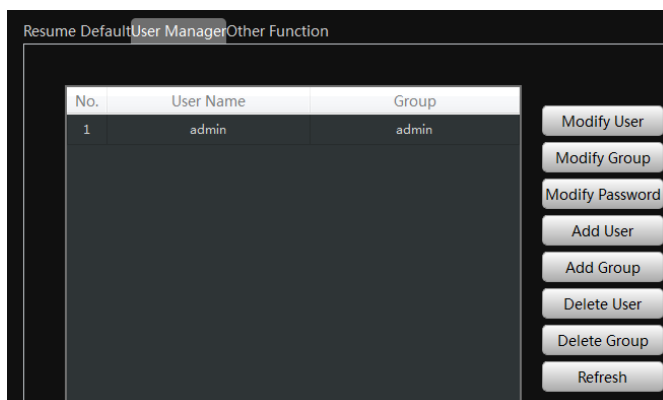 Resume Default User Manager Other Function
No. User Name Group
1 admin admin
Modify User
Modify Group
Modify Password
Add User
Add Group
Delete User
Delete Group
Refresh